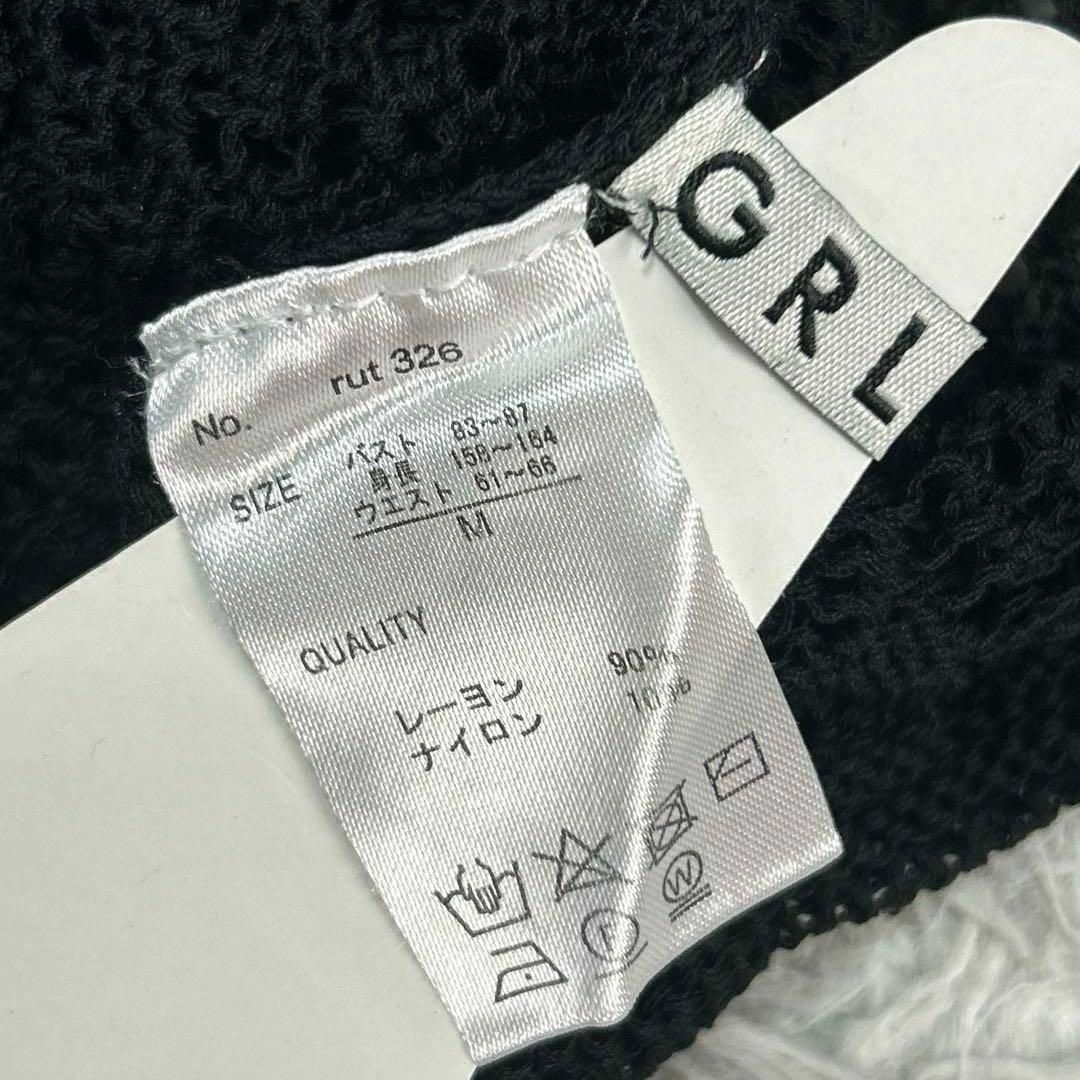 GRL
No. rut 326
SIZE
バスト 83~87
身長 158~164
ウエスト 61~66
M
QUALITY
レーヨン 90%
ナイロン 10%
F
W